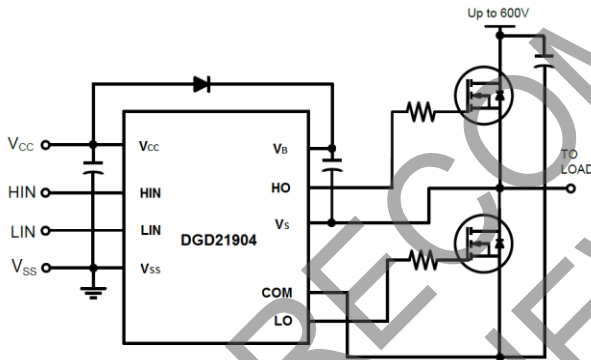 Up to 600V
VCC
HIN
LIN
VSS
VCC
HIN
LIN
VSS
DGD21904
VB
HO
VS
COM
LO
TO
LOAD